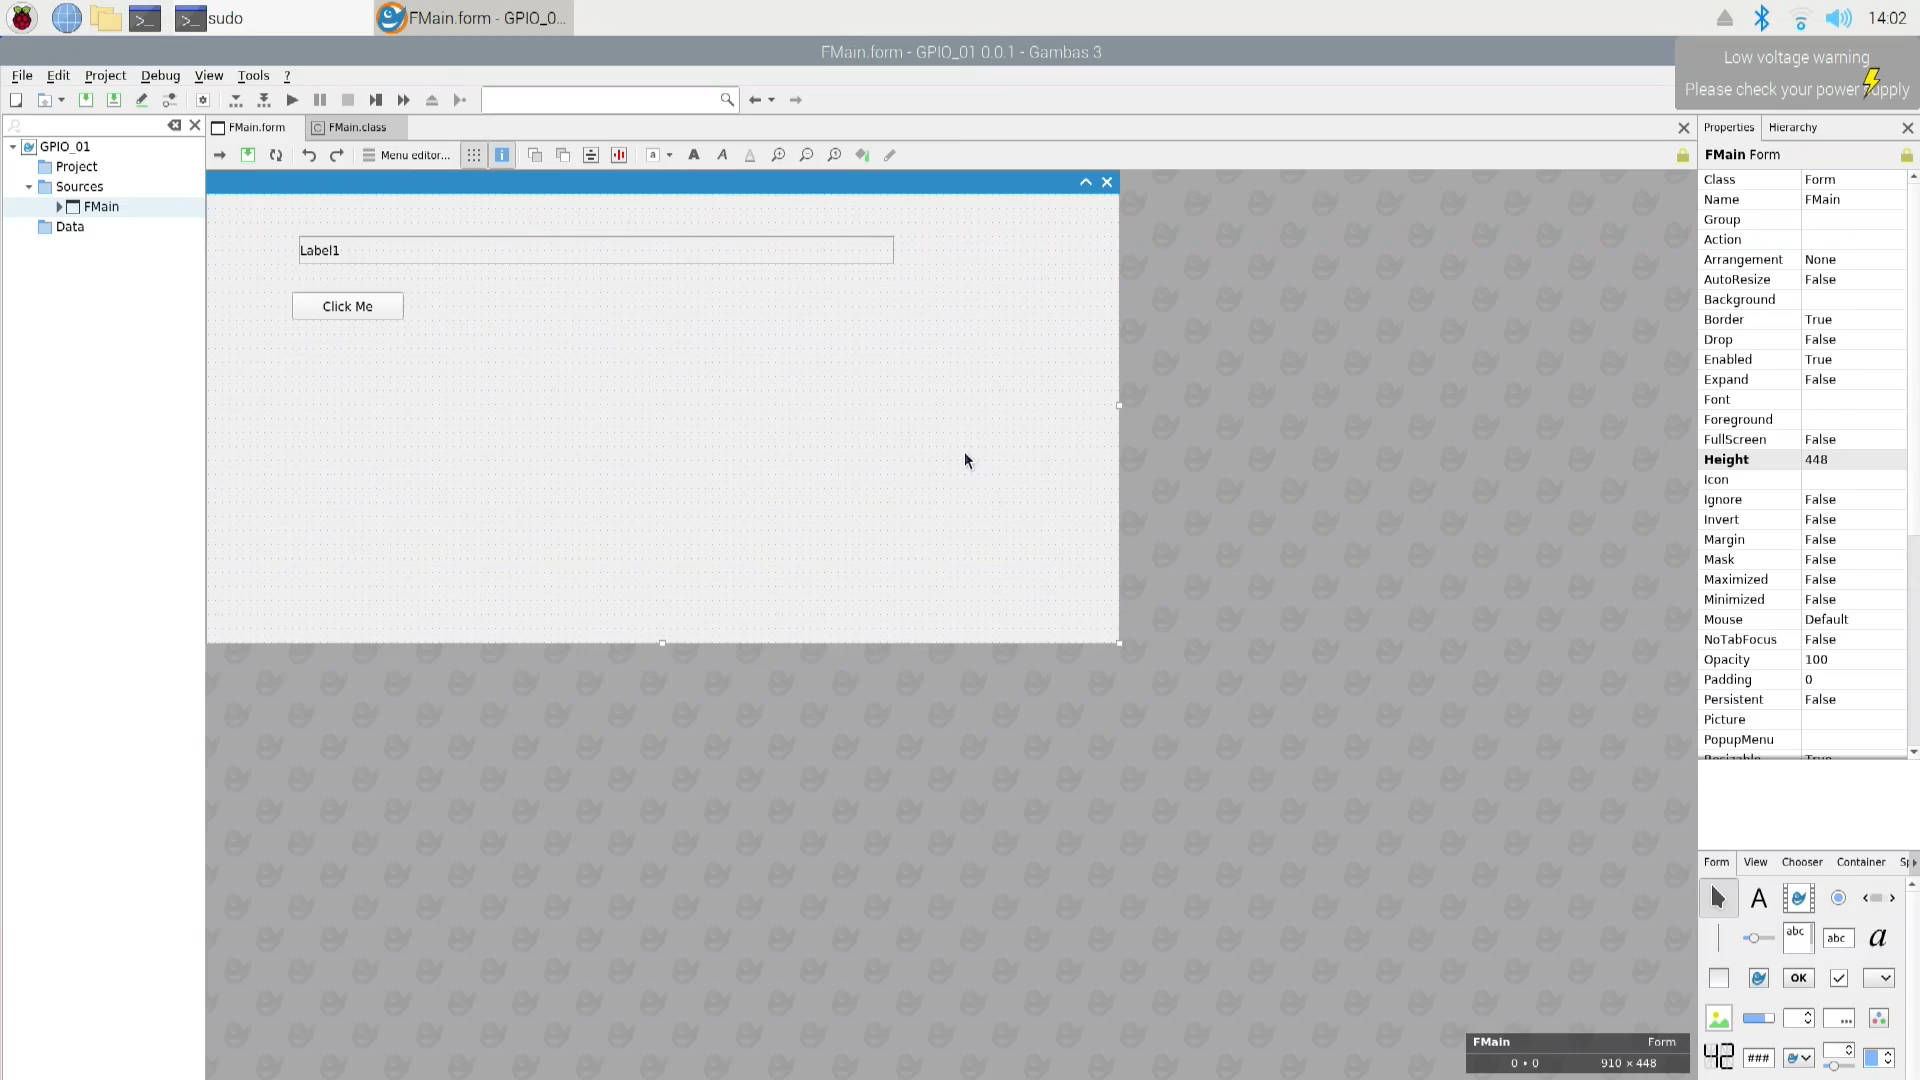 sudo
FMain.form - GPIO_0...
14:02
FMain.form - GPIO_01 0.0.1 - Gambas 3
Low voltage warning
Please check your power supply
File Edit Project Debug View Tools ?
FMain.form
FMain.class
Properties Hierarchy
GPIO_01
Project
Sources
FMain
Data
Menu editor...
FMain Form
Label1
Click Me
Class Form
Name FMain
Group
Action
Arrangement None
AutoResize False
Background
Border True
Drop False
Enabled True
Expand False
Font
Foreground
FullScreen False
Height 448
Icon
Ignore False
Invert False
Margin False
Mask False
Maximized False
Minimized False
Mouse Default
NoTabFocus False
Opacity 100
Padding 0
Persistent False
Picture
PopupMenu
Resizable True
Form View Chooser Container Sp
A
abc
abc
a
OK
...
42
###
FMain Form
0 • 0 910 × 448